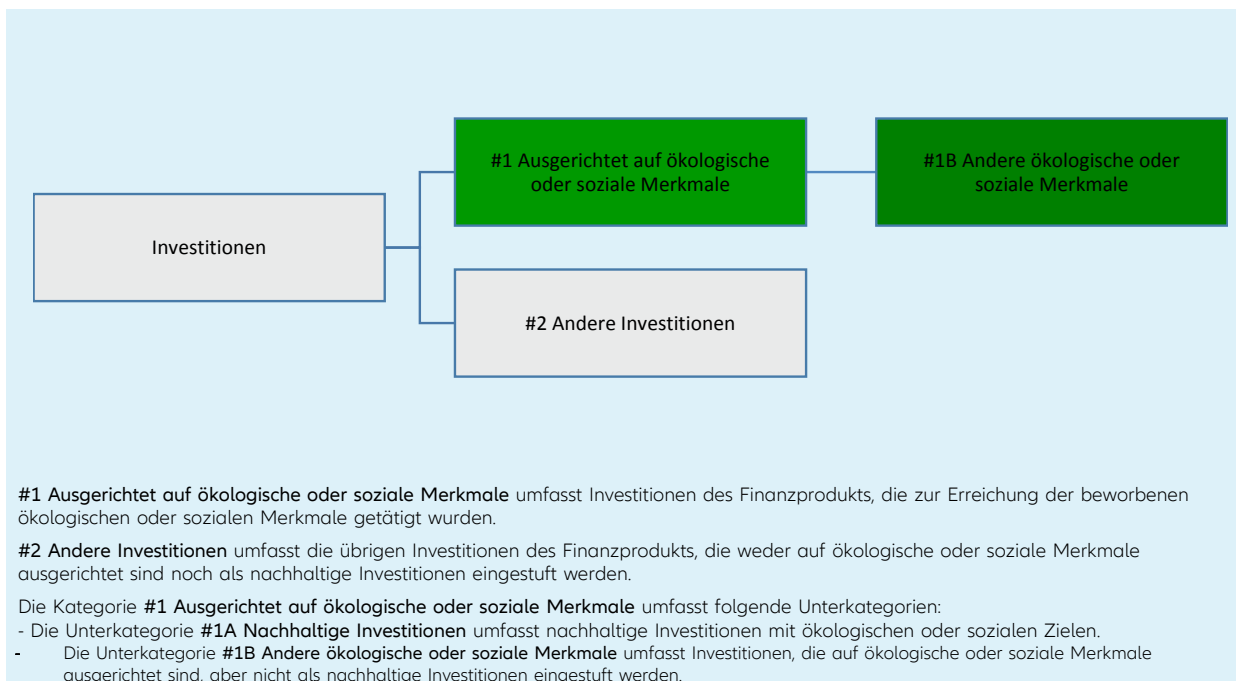 #1 Ausgerichtet auf ökologische
oder soziale Merkmale
#1B Andere ökologische oder
soziale Merkmale
Investitionen
#2 Andere Investitionen
#1 Ausgerichtet auf ökologische oder soziale Merkmale umfasst Investitionen des Finanzprodukts, die zur Erreichung der beworbenen
ökologischen oder sozialen Merkmale getätigt wurden.
#2 Andere Investitionen umfasst die übrigen Investitionen des Finanzprodukts, die weder auf ökologische oder soziale Merkmale
ausgerichtet sind noch als nachhaltige Investitionen eingestuft werden.
Die Kategorie #1 Ausgerichtet auf ökologische oder soziale Merkmale umfasst folgende Unterkategorien:
- Die Unterkategorie #1A Nachhaltige Investitionen umfasst nachhaltige Investitionen mit ökologischen oder sozialen Zielen.
- Die Unterkategorie #1B Andere ökologische oder soziale Merkmale umfasst Investitionen, die auf ökologische oder soziale Merkmale
ausgerichtet sind, aber nicht als nachhaltige Investitionen eingestuft werden.